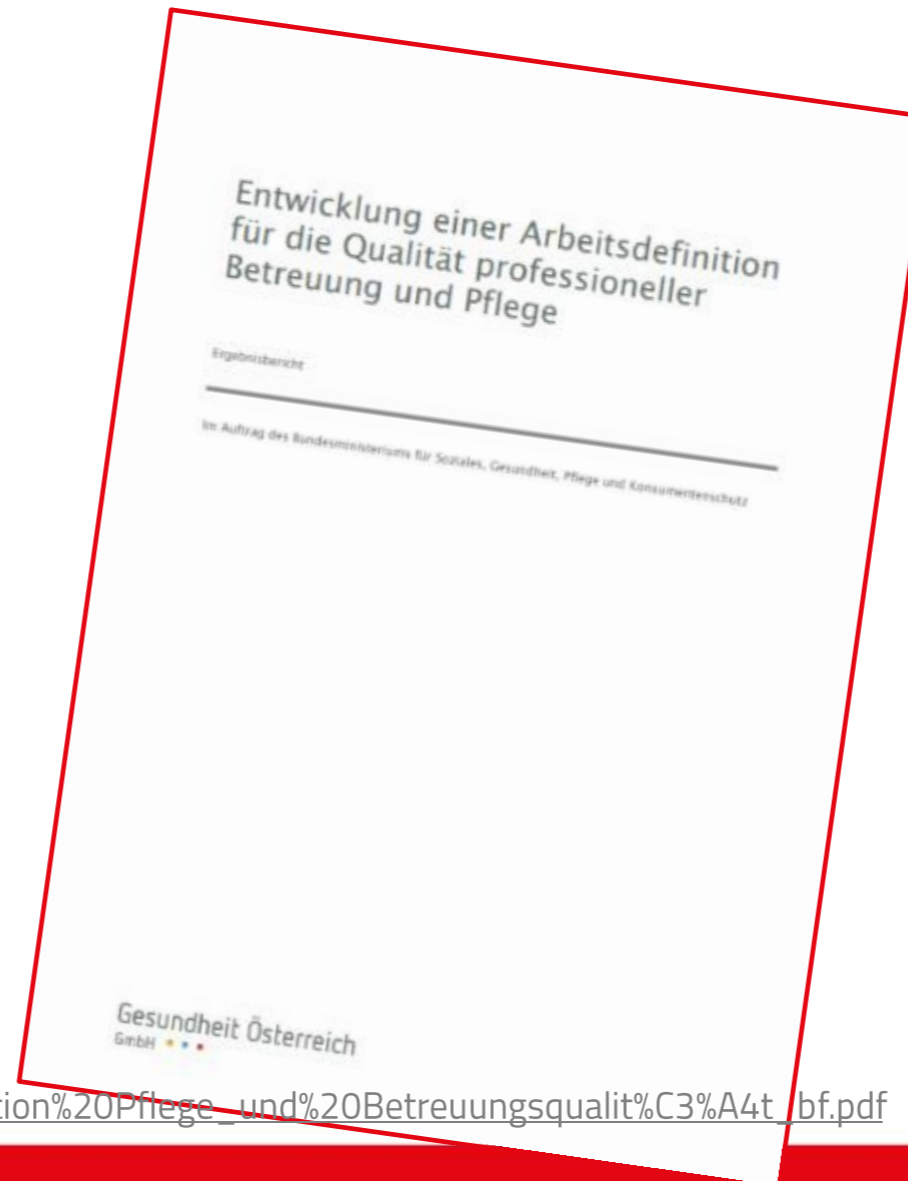 Entwicklung einer Arbeitsdefinition
für die Qualität professioneller
Betreuung und Pflege
Ergebnisbericht
Im Auftrag des Bundesministeriums für Soziales, Gesundheit, Pflege und Konsumentenschutz
Gesundheit Österreich
GmbH
tion%20Pflege_und%20Betreuungsqualit%C3%A4t_bf.pdf